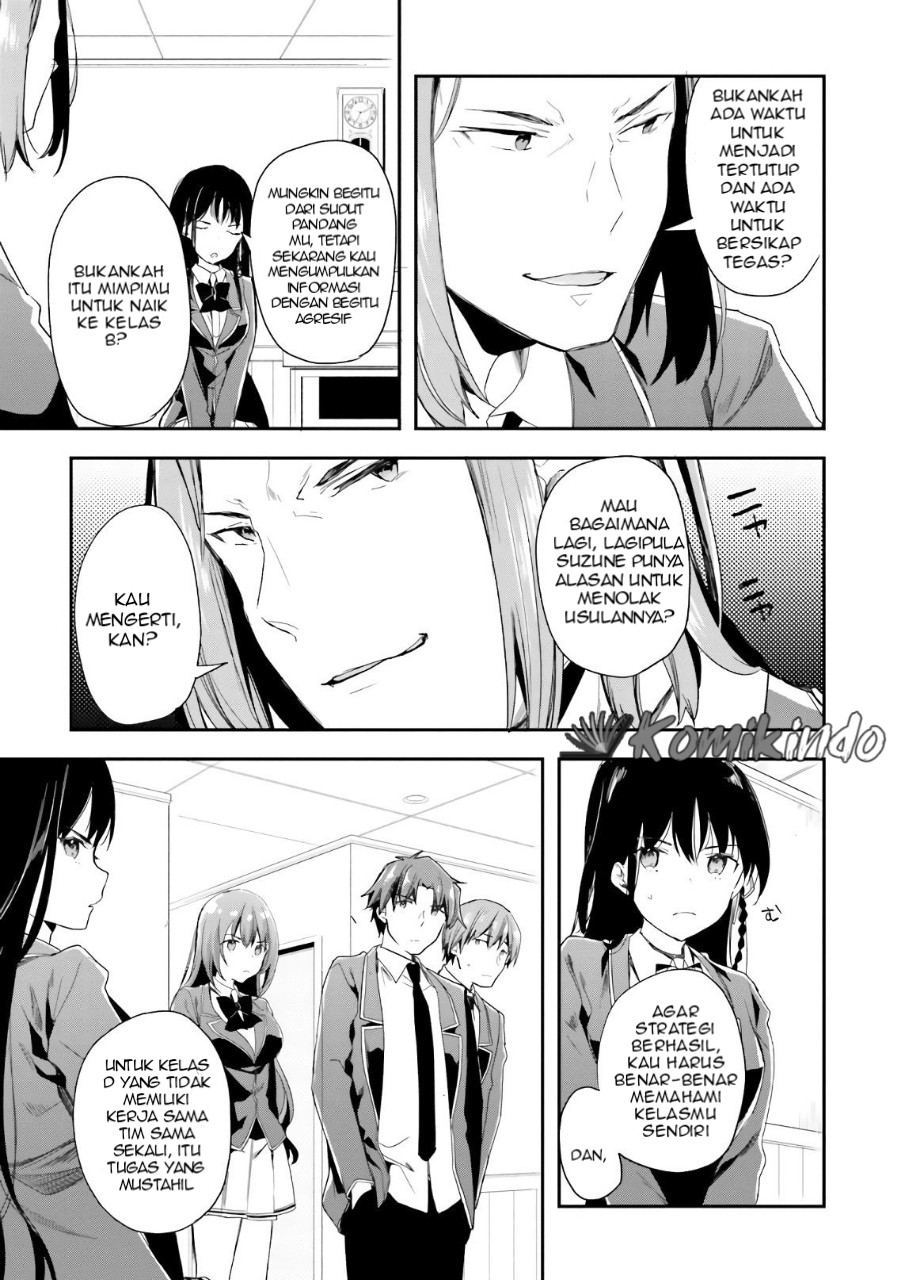 BUKANKAH
ADA WAKTU
UNTUK
MENJADI
TERTUTUP
DAN ADA
WAKTU
UNTUK
BERSIKAP
TEGAS?
MUNGKIN BEGITU
DARI SUDUT
PANDANG
MU, TETAPI
SEKARANG KAU
MENGUMPULKAN
INFORMASI
DENGAN BEGITU
AGRESIF
BUKANKAH
ITU MIMPIMU
UNTUK NAIK
KE KELAS
B?
ニヤ
MAU
BAGAIMANA
LAGI, LAGIPULA
SUZUNE PUNYA
ALASAN UNTUK
MENOLAK
USULANNYA?
KAU
MENGERTI,
KAN?
Komikindo
む
AGAR
STRATEGI
BERHASIL,
KAU HARUS
BENAR-BENAR
MEMAHAMI
KELASMU
SENDIRI
DAN,
UNTUK KELAS
D YANG TIDAK
MEMILIKI
KERJA SAMA
TIM SAMA
SEKALI, ITU
TUGAS YANG
MUSTAHIL